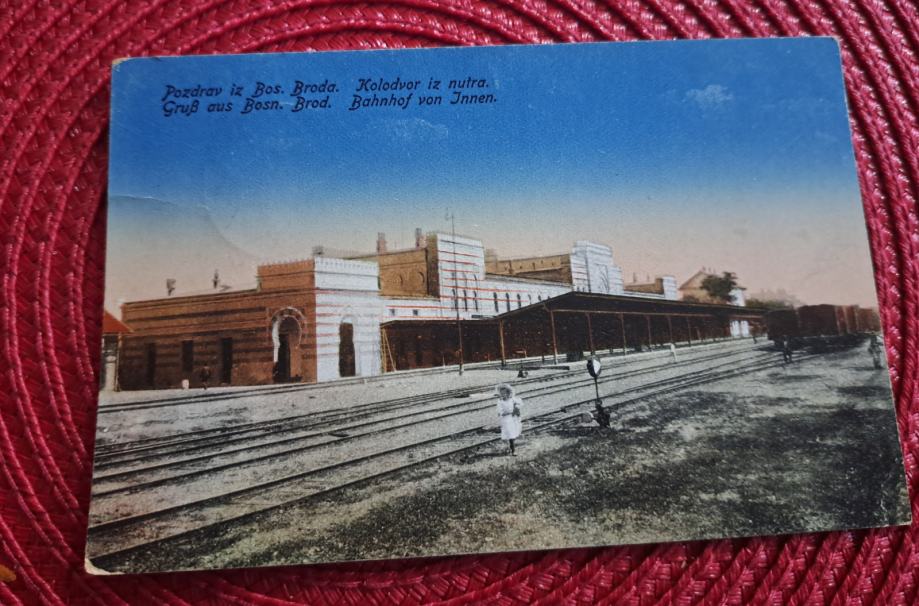 Pozdrav iz Bos. Broda. Kolodvor iz nutra.
Gruß aus Bosn. Brod. Bahnhof von Innen.